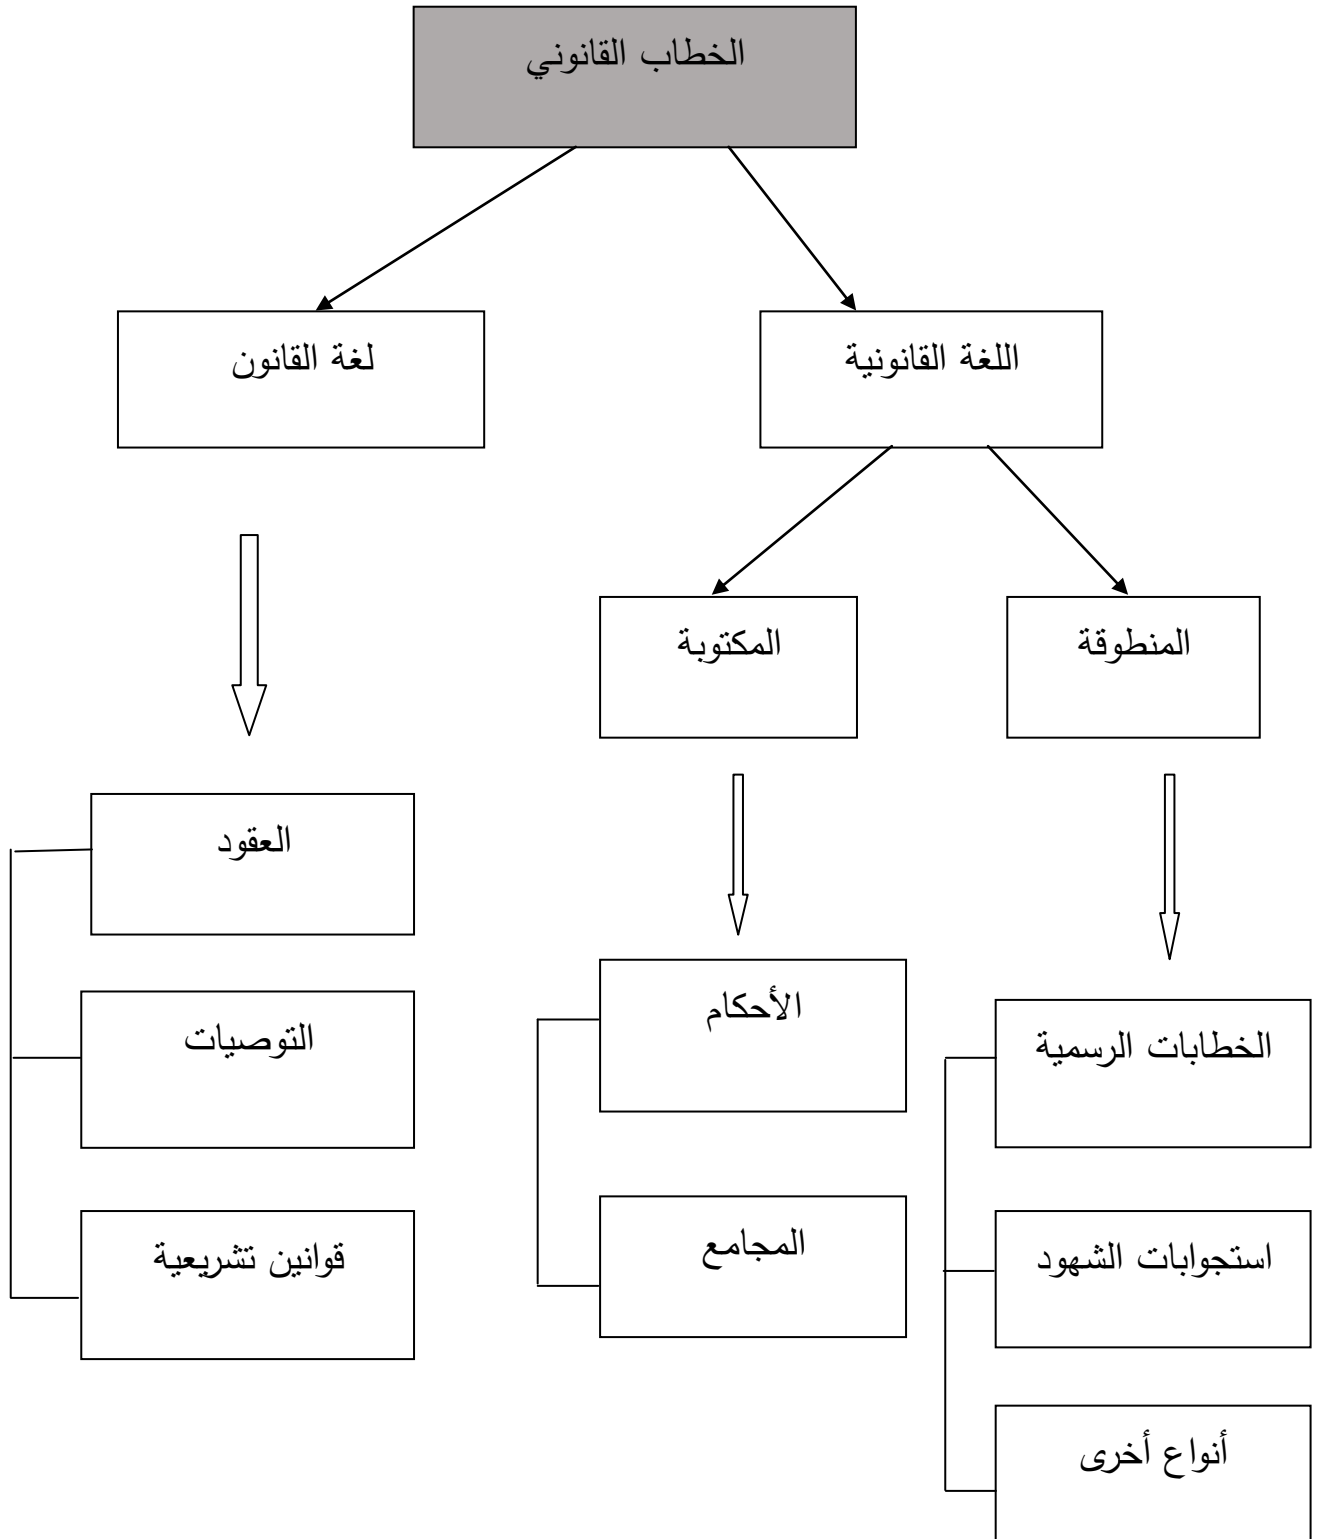 الخطاب القانوني
اللغة القانونية
لغة القانون
المنطوقة
المكتوبة
العقود
الأحكام
التوصيات
الخطابات الرسمية
المجامع
استجوابات الشهود
قوانين تشريعية
أنواع أخرى